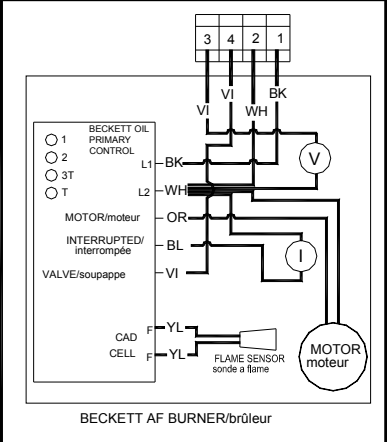 3 4 2 1
VI
BK
VI
WH
BECKETT OIL
PRIMARY
CONTROL
1
2
3T
T
L1
BK
V
L2
WH
MOTOR/moteur
OR
INTERRUPTED/
interrompée
BL
I
VALVE/soupappe
VI
F
YL
CAD
CELL
F
YL
FLAME SENSOR
sonde a flame
MOTOR
moteur
BECKETT AF BURNER/brûleur